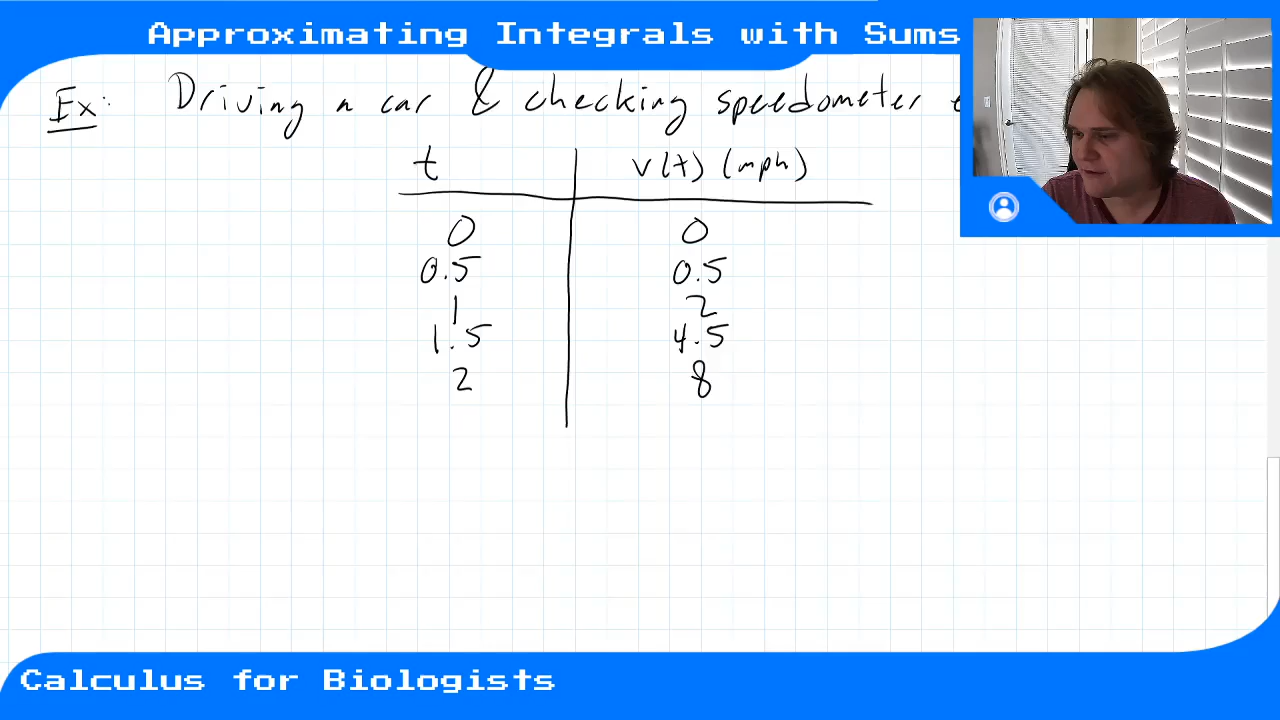 Approximating Integrals with Sums
Ex: Driving a car & checking speedometer
t v(t) (mph)
0 0
0.5 0.5
1 2
1.5 4.5
2 8
Calculus for Biologists